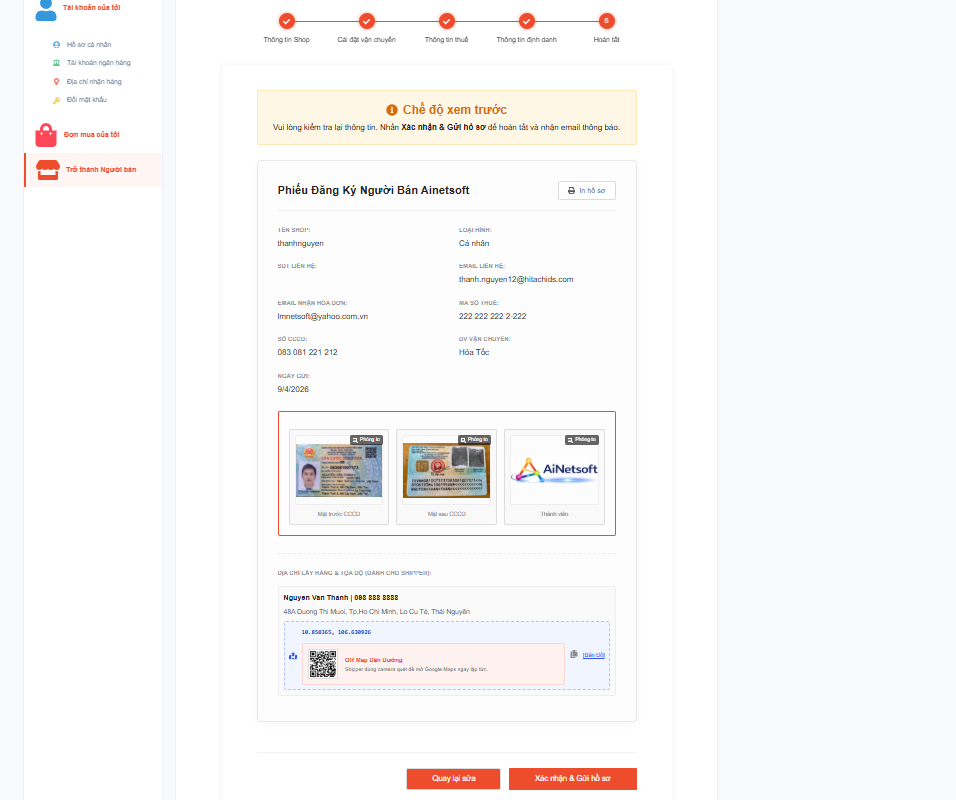 Tài khoản của tôi
Hồ sơ cá nhân
Tài khoản ngân hàng
Địa chỉ nhận hàng
Đổi mật khẩu
Đơn mua của tôi
Trở thành Người bán
Thông tin Shop
Cài đặt vận chuyển
Thông tin thuế
Thông tin định danh
5
Hoàn tất
Chế độ xem trước
Vui lòng kiểm tra lại thông tin. Nhấn Xác nhận & Gửi hồ sơ để hoàn tất và nhận email thông báo.
Phiếu Đăng Ký Người Bán Ainetsoft
In hồ sơ
TÊN SHOP:
thanhnguyen
LOẠI HÌNH:
Cá nhân
SĐT LIÊN HỆ:
EMAIL LIÊN HỆ:
thanh.nguyen12@hitachids.com
EMAIL NHẬN HÓA ĐƠN:
lmnetsoft@yahoo.com.vn
MÃ SỐ THUẾ:
222 222 222 2-222
SỐ CCCD:
083 081 221 212
ĐV VẬN CHUYỂN:
Hỏa Tốc
NGÀY GỬI:
9/4/2026
Phóng to
Phóng to
Phóng to
AiNetsoft
Mặt trước CCCD
Mặt sau CCCD
Thành viên
ĐỊA CHỈ LẤY HÀNG & TỌA ĐỘ (DÀNH CHO SHIPPER):
Nguyen Van Thanh | 098 888 8888
48A Duong Thi Muoi, Tp.Ho Chi Minh, Lo Cu Tê, Thái Nguyên
10.858365, 106.630926
QR Map Dẫn Đường
Shipper dùng camera quét để mở Google Maps ngay lập tức.
[Bản Đồ]
Quay lại sửa
Xác nhận & Gửi hồ sơ